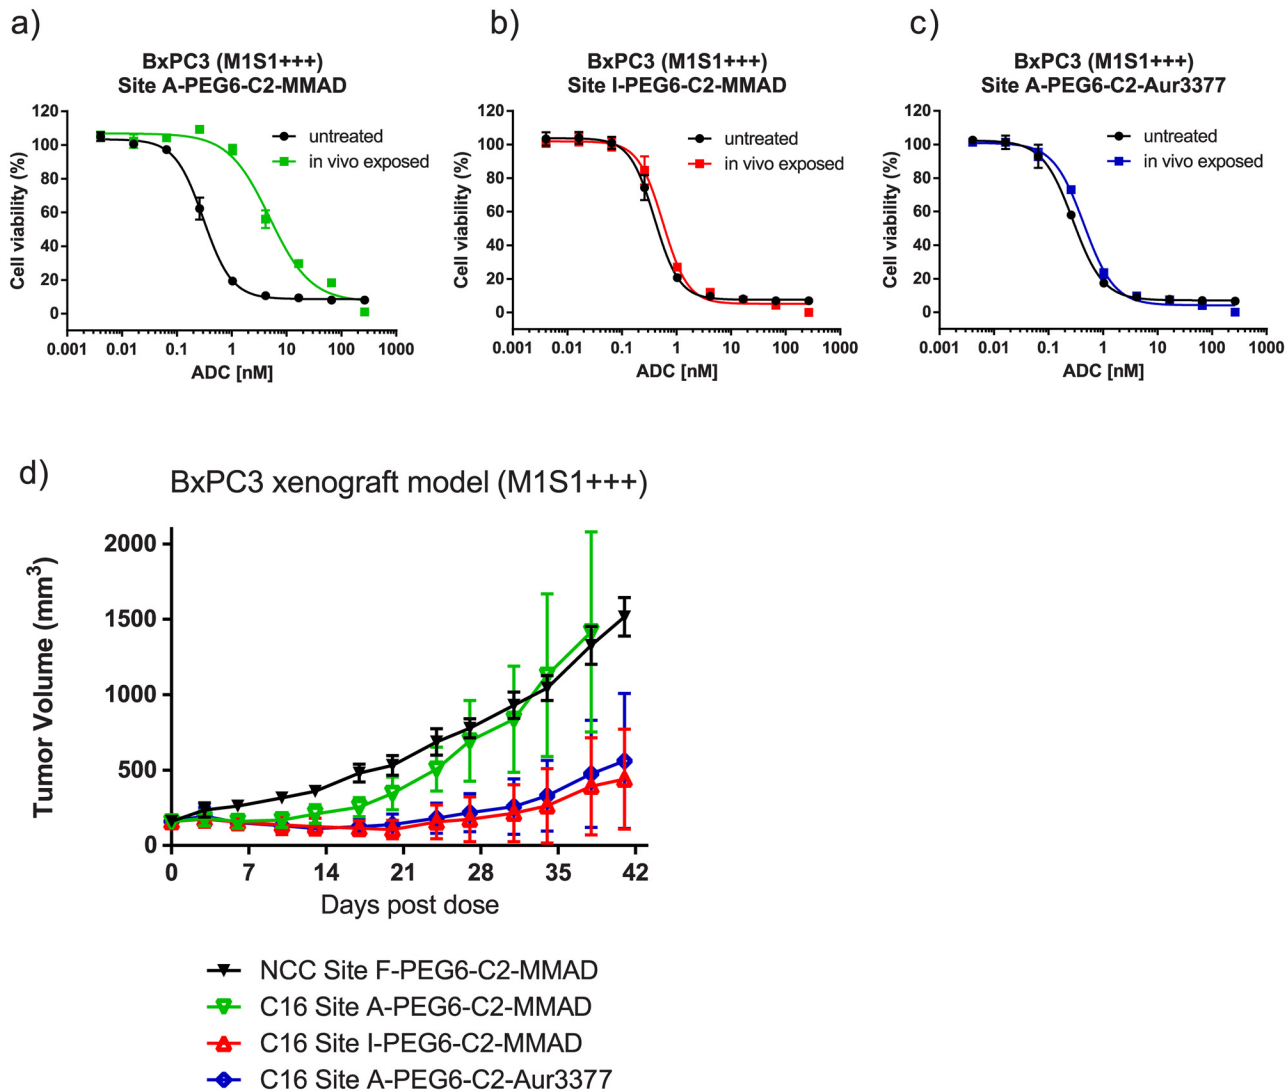 a)
BxPC3 (M1S1+++)
Site A-PEG6-C2-MMAD
120
100
80
60
40
20
0
Cell viability (%)
untreated
in vivo exposed
0.001 0.01 0.1 1 10 100 1000
ADC [nM]
b)
BxPC3 (M1S1+++)
Site I-PEG6-C2-MMAD
120
100
80
60
40
20
0
Cell viability (%)
untreated
in vivo exposed
0.001 0.01 0.1 1 10 100 1000
ADC [nM]
c)
BxPC3 (M1S1+++)
Site A-PEG6-C2-Aur3377
120
100
80
60
40
20
0
Cell viability (%)
untreated
in vivo exposed
0.001 0.01 0.1 1 10 100 1000
ADC [nM]
d)
BxPC3 xenograft model (M1S1+++)
2000
1500
1000
500
0
Tumor Volume (mm³)
0 7 14 21 28 35 42
Days post dose
NCC Site F-PEG6-C2-MMAD
C16 Site A-PEG6-C2-MMAD
C16 Site I-PEG6-C2-MMAD
C16 Site A-PEG6-C2-Aur3377